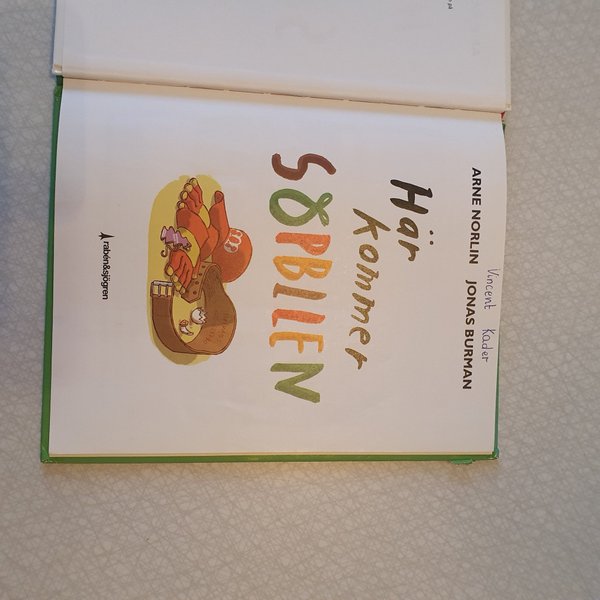 ARNE NORLIN JONAS BURMAN
Vincent Kader
Här
kommer
SOPBILEN
rabén&sjögren